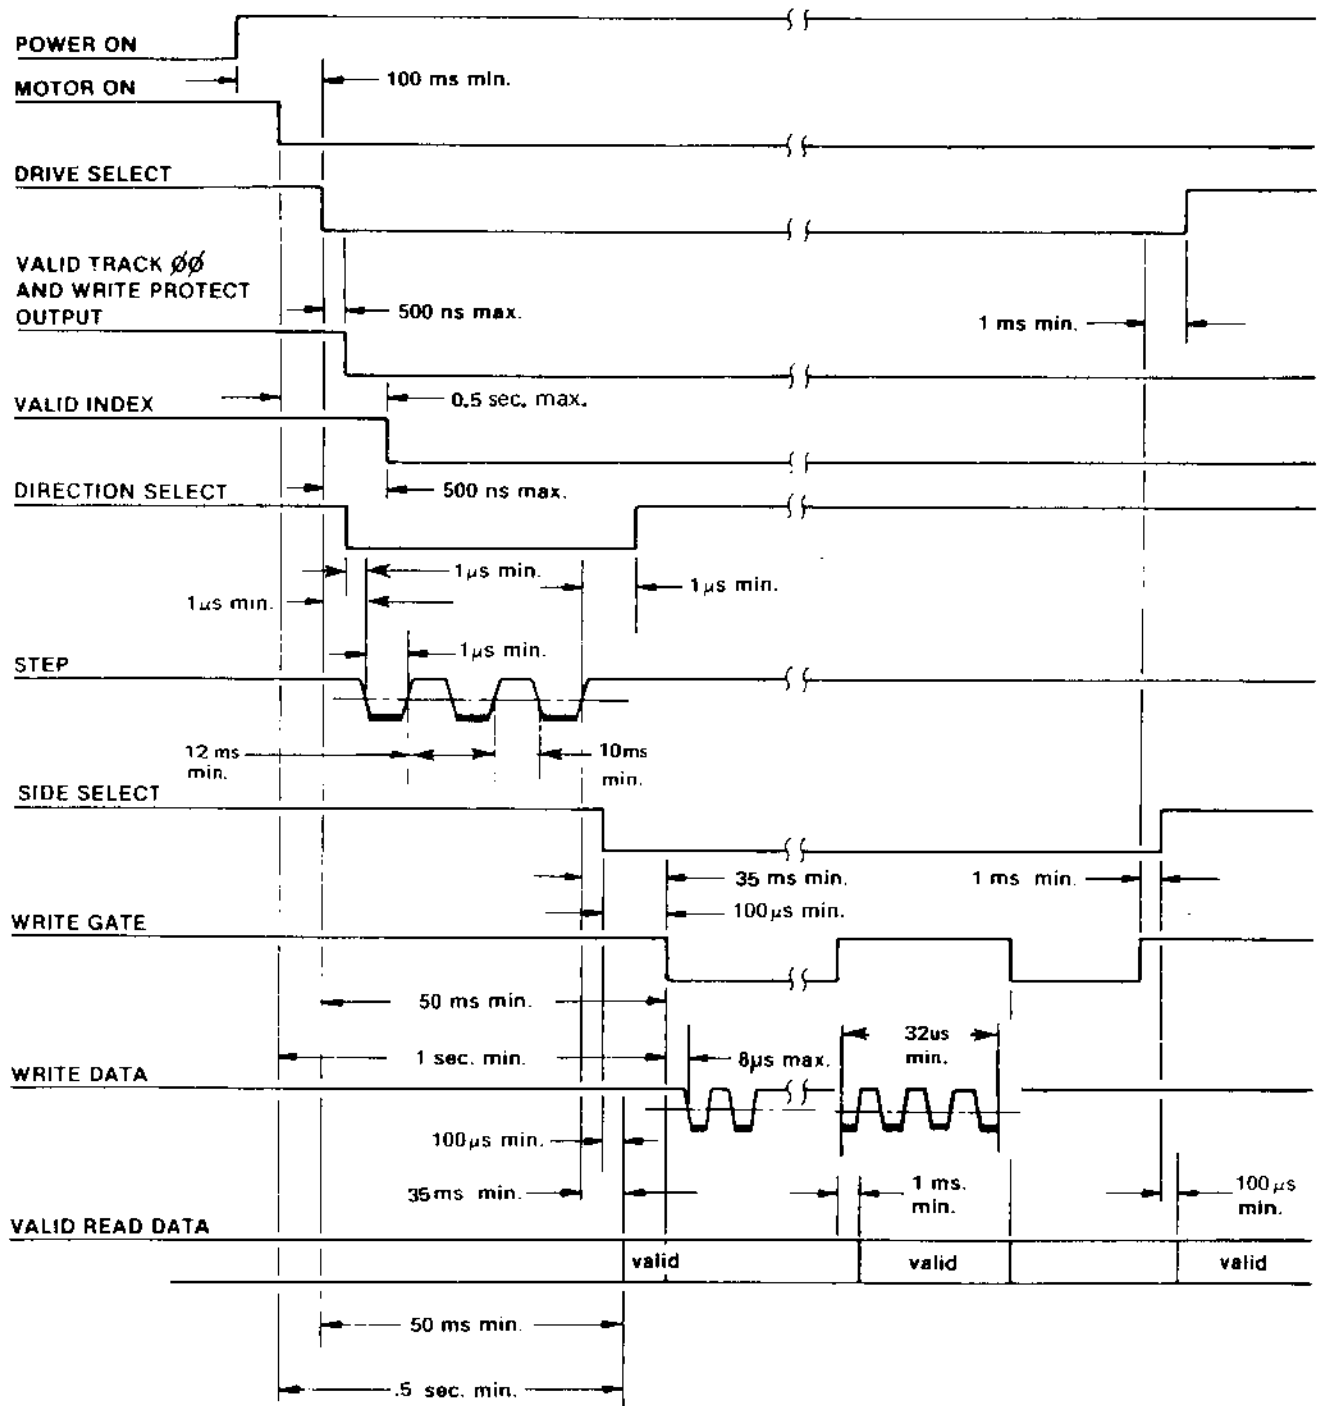 POWER ON
100 ms min.
MOTOR ON
DRIVE SELECT
VALID TRACK ØØ
AND WRITE PROTECT
OUTPUT
500 ns max.
1 ms min.
VALID INDEX
0.5 sec. max.
DIRECTION SELECT
500 ns max.
1µs min.
1µs min.
1µs min.
STEP
1µs min.
12 ms
min.
10ms
min.
SIDE SELECT
35 ms min.
1 ms min.
100µs min.
WRITE GATE
50 ms min.
1 sec. min.
8µs max.
32us
min.
WRITE DATA
100µs min.
35ms min.
1 ms.
min.
100µs
min.
VALID READ DATA
valid
valid
valid
50 ms min.
.5 sec. min.